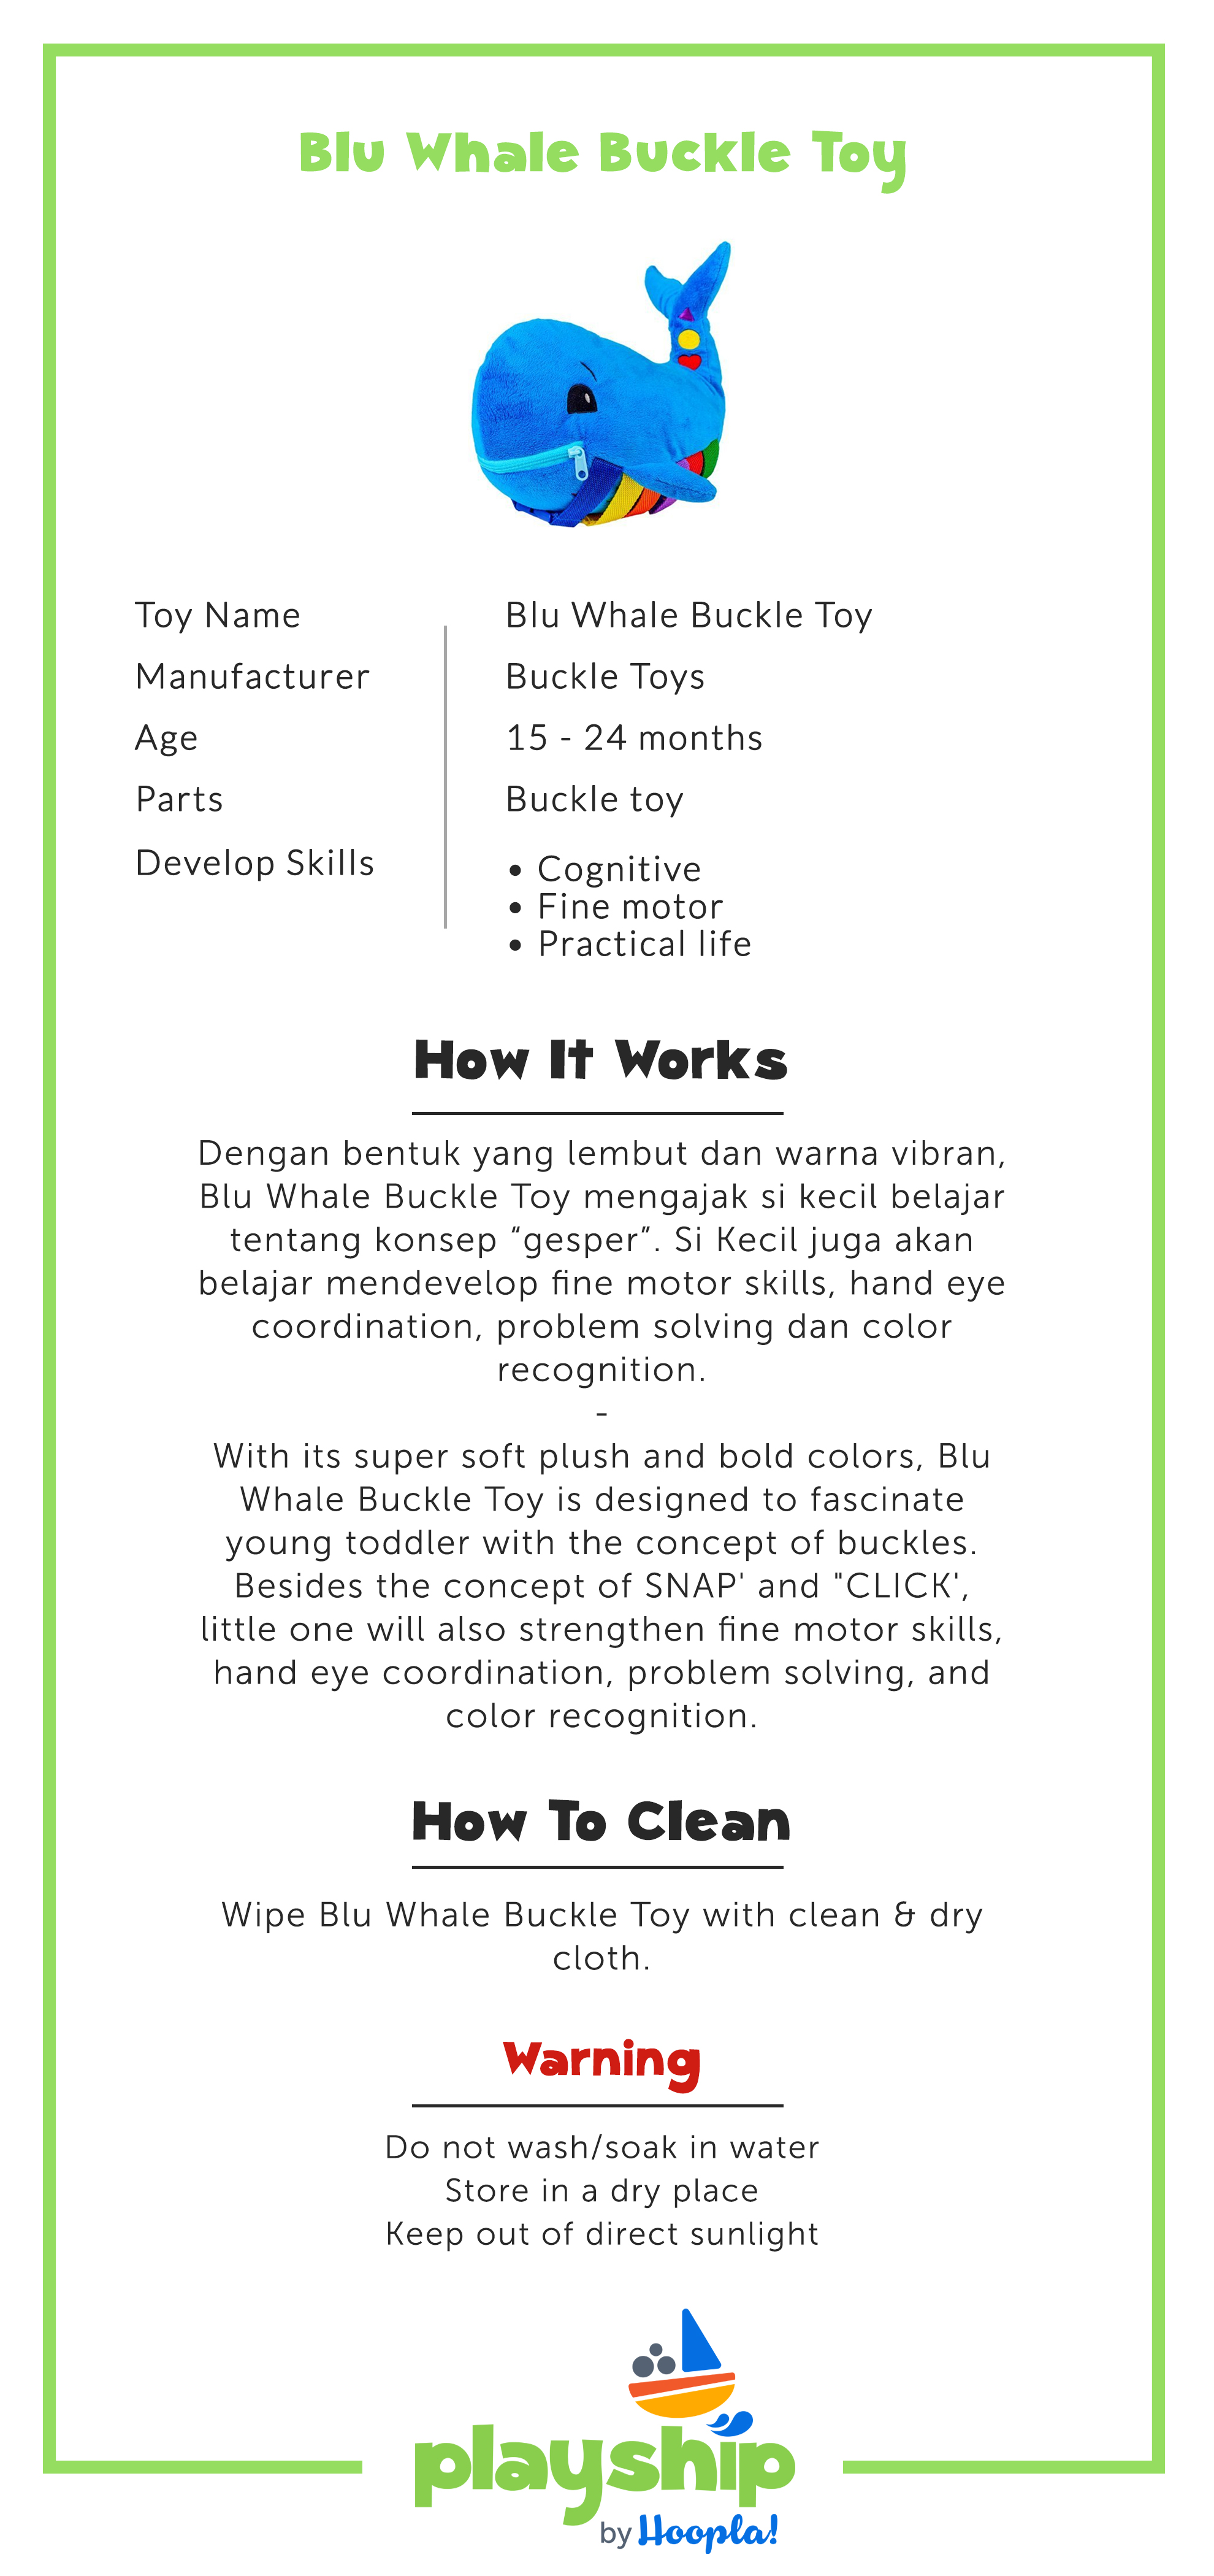 Blu Whale Buckle Toy
Toy Name
Blu Whale Buckle Toy
Manufacturer
Buckle Toys
Age
15 - 24 months
Parts
Buckle toy
Develop Skills
• Cognitive
• Fine motor
• Practical life
How It Works
Dengan bentuk yang lembut dan warna vibran,
Blu Whale Buckle Toy mengajak si kecil belajar
tentang konsep “gesper”. Si Kecil juga akan
belajar mendevelop fine motor skills, hand eye
coordination, problem solving dan color
recognition.
-
With its super soft plush and bold colors, Blu
Whale Buckle Toy is designed to fascinate
young toddler with the concept of buckles.
Besides the concept of SNAP' and "CLICK',
little one will also strengthen fine motor skills,
hand eye coordination, problem solving, and
color recognition.
How To Clean
Wipe Blu Whale Buckle Toy with clean & dry
cloth.
Warning
Do not wash/soak in water
Store in a dry place
Keep out of direct sunlight
playship
by Hoopla!